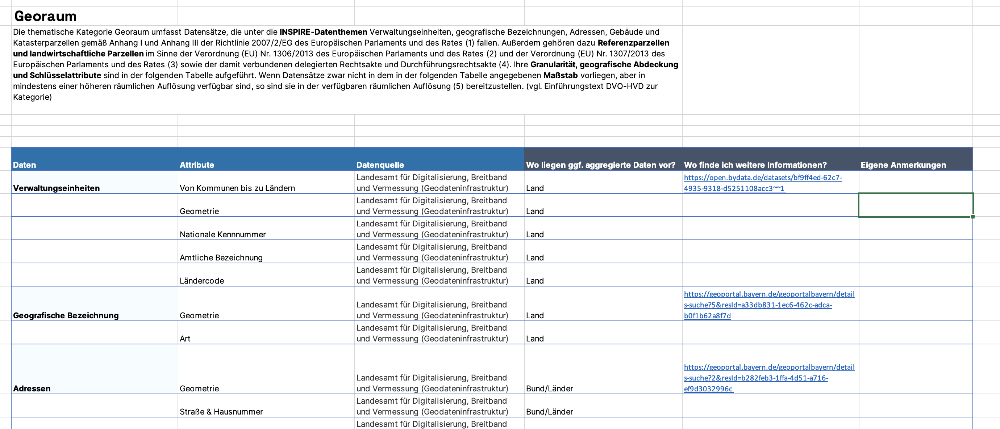 Georaum
Die thematische Kategorie Georaum umfasst Datensätze, die unter die INSPIRE-Datenthemen Verwaltungseinheiten, geografische Bezeichnungen, Adressen, Gebäude und
Katasterparzellen gemäß Anhang I und Anhang III der Richtlinie 2007/2/EG des Europäischen Parlaments und des Rates (1) fallen. Außerdem gehören dazu Referenzparzellen
und landwirtschaftliche Parzellen im Sinne der Verordnung (EU) Nr. 1306/2013 des Europäischen Parlaments und des Rates (2) und der Verordnung (EU) Nr. 1307/2013 des
Europäischen Parlaments und des Rates (3) sowie der damit verbundenen delegierten Rechtsakte und Durchführungsrechtsakte (4). Ihre Granularität, geografische Abdeckung
und Schlüsselattribute sind in der folgenden Tabelle aufgeführt. Wenn Datensätze zwar nicht in dem in der folgenden Tabelle angegebenen Maßstab vorliegen, aber in
mindestens einer höheren räumlichen Auflösung verfügbar sind, so sind sie in der verfügbaren räumlichen Auflösung (5) bereitzustellen. (vgl. Einführungstext DVO-HVD zur
Kategorie)
Daten Attribute Datenquelle Wo liegen ggf. aggregierte Daten vor? Wo finde ich weitere Informationen? Eigene Anmerkungen
Landesamt für Digitalisierung, Breitband https://open.bydata.de/datasets/bf9ff4ed-62c7-
Verwaltungseinheiten Von Kommunen bis zu Ländern und Vermessung (Geodateninfrastruktur) Land 4935-9318-d5251108acc3~~1
Landesamt für Digitalisierung, Breitband
Geometrie und Vermessung (Geodateninfrastruktur) Land
Landesamt für Digitalisierung, Breitband
Nationale Kennnummer und Vermessung (Geodateninfrastruktur) Land
Landesamt für Digitalisierung, Breitband
Amtliche Bezeichnung und Vermessung (Geodateninfrastruktur) Land
Landesamt für Digitalisierung, Breitband
Ländercode und Vermessung (Geodateninfrastruktur) Land
https://geoportal.bayern.de/geoportalbayern/detail
Landesamt für Digitalisierung, Breitband s-suche?5&resId=a33db831-1ec6-462c-adca-
Geografische Bezeichnung Geometrie und Vermessung (Geodateninfrastruktur) Land b0f1b62a8f7d
Landesamt für Digitalisierung, Breitband
Art und Vermessung (Geodateninfrastruktur) Land
https://geoportal.bayern.de/geoportalbayern/detail
Landesamt für Digitalisierung, Breitband s-suche?2&resId=b282feb3-1ffa-4d51-a716-
Adressen Geometrie und Vermessung (Geodateninfrastruktur) Bund/Länder ef9d3032996c
Landesamt für Digitalisierung, Breitband
Straße & Hausnummer und Vermessung (Geodateninfrastruktur) Bund/Länder
Landesamt für Digitalisierung, Breitband